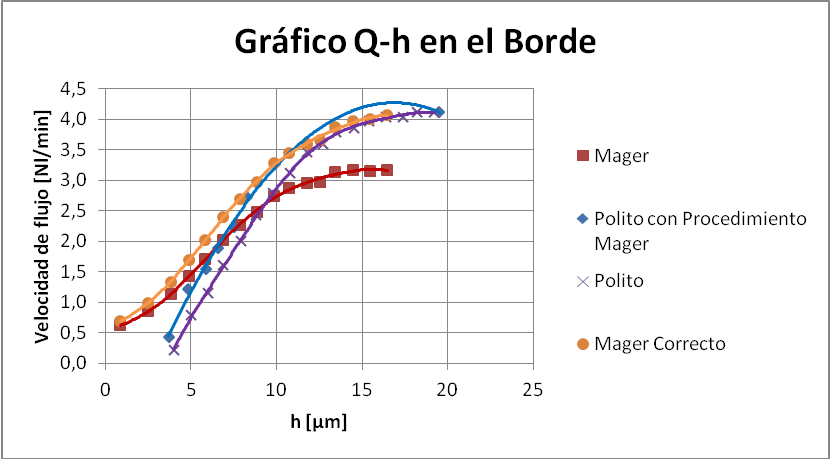 Gráfico Q-h en el Borde
Velocidad de flujo [Nl/min]
4,5
4,0
3,5
3,0
2,5
2,0
1,5
1,0
0,5
0,0
0 5 10 15 20 25
h [µm]
Mager
Polito con Procedimiento
Mager
Polito
Mager Correcto